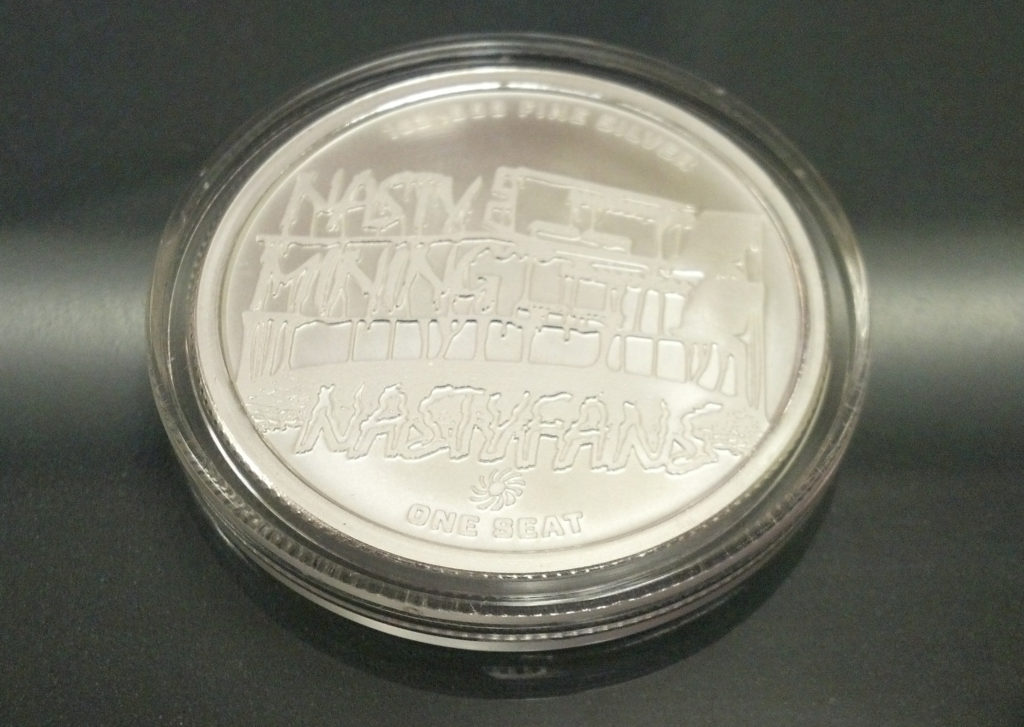 FINE SILVER
NASTY
MINING
NASTYFANS
ONE SEAT